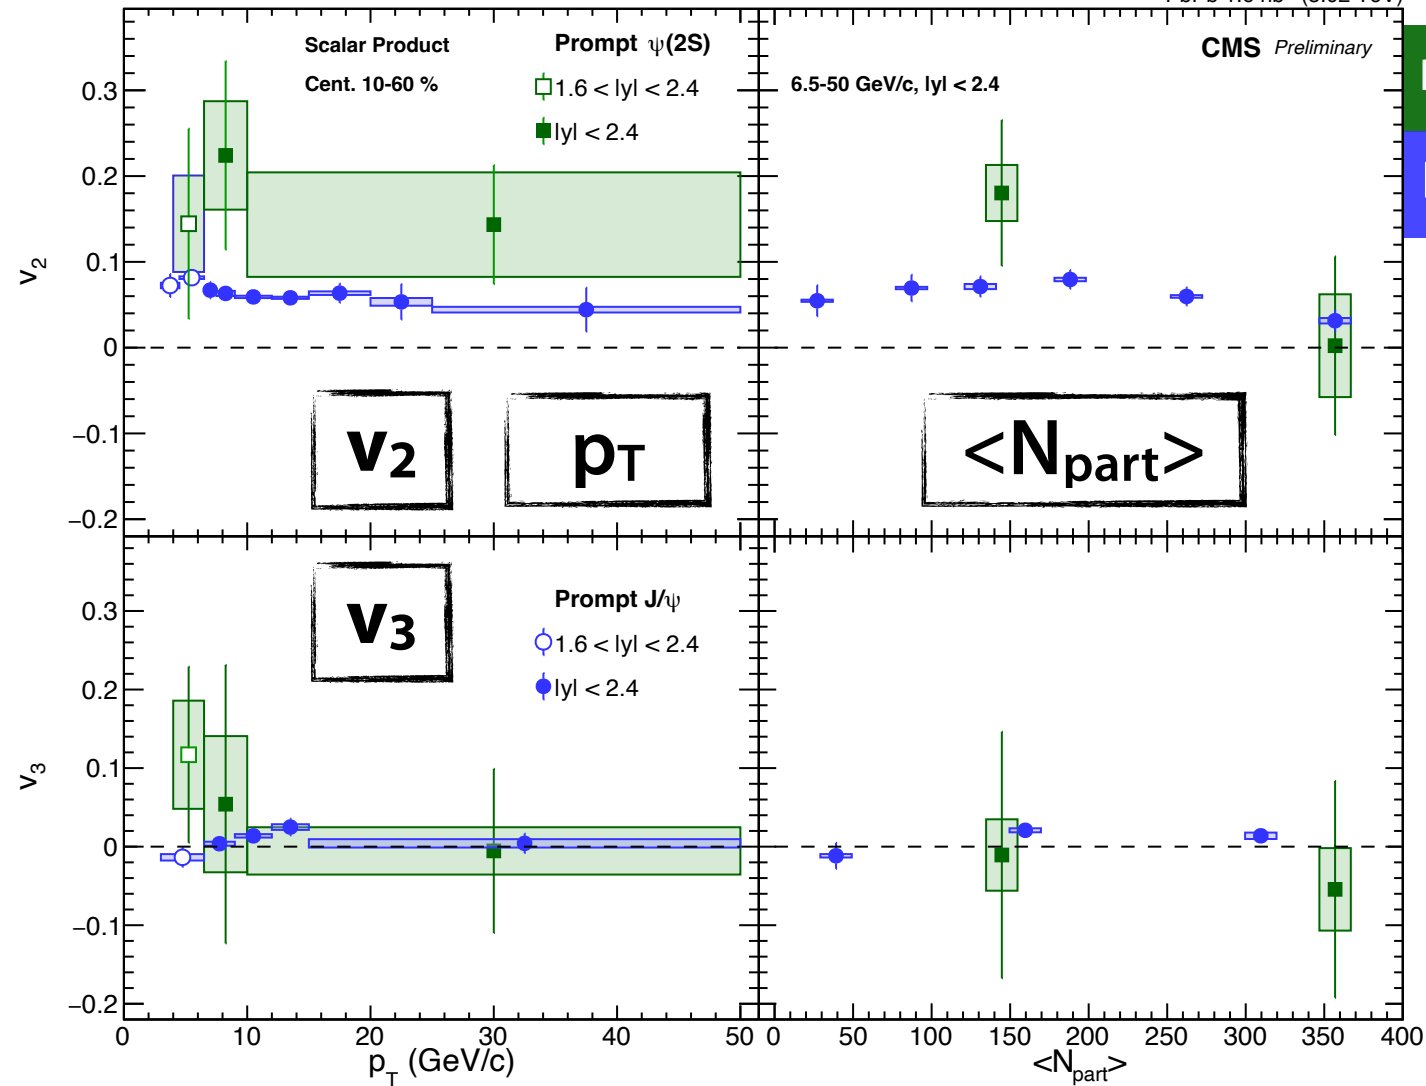 Scalar Product
Cent. 10-60 %
Prompt ψ(2S)
1.6 < |y| < 2.4
|y| < 2.4
CMS Preliminary
6.5-50 GeV/c, |y| < 2.4
0.3
0.2
0.1
0
−0.1
−0.2
v2
v2
pT
<Npart>
v3
Prompt J/ψ
1.6 < |y| < 2.4
|y| < 2.4
0.3
0.2
0.1
0
−0.1
−0.2
v3
0 10 20 30 40 50
pT (GeV/c)
0 50 100 150 200 250 300 350 400
<Npart>